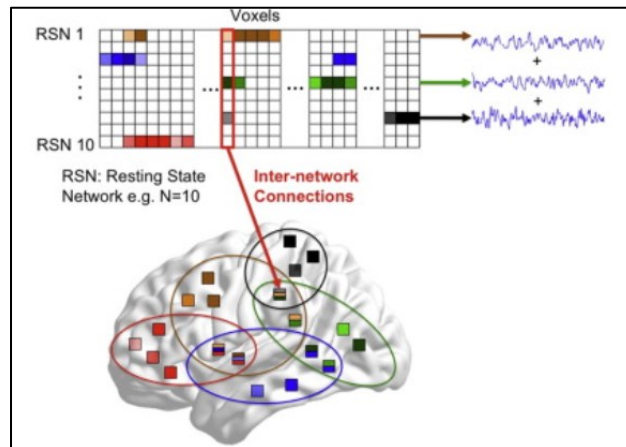 Voxels
RSN 1
... ... ...
⋮
RSN 10
+
+
RSN: Resting State
Network e.g. N=10
Inter-network
Connections